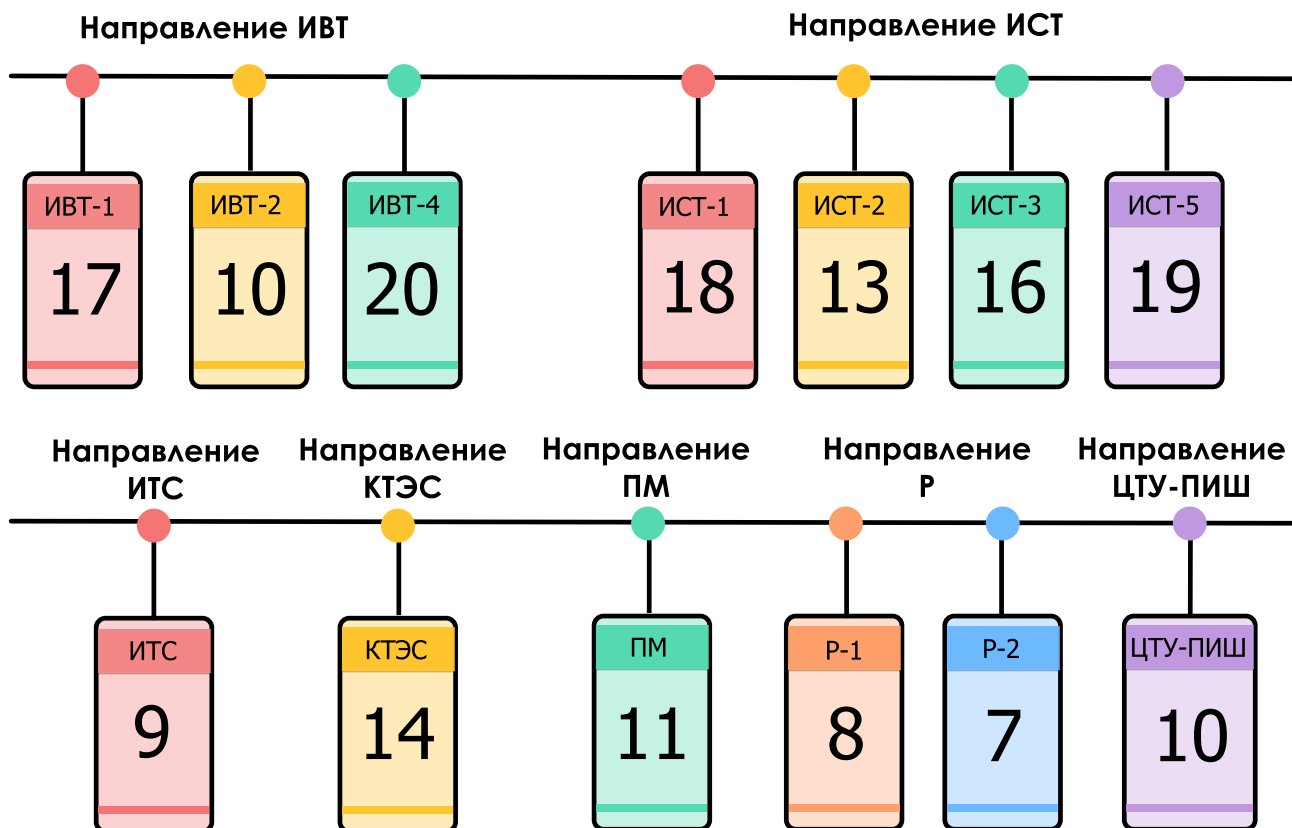 Направление ИВТ
Направление ИСТ
ИВТ-1
ИВТ-2
ИВТ-4
ИСТ-1
ИСТ-2
ИСТ-3
ИСТ-5
17
10
20
18
13
16
19
Направление
ИТС
Направление
КТЭС
Направление
ПМ
Направление
Р
Направление
ЦТУ-ПИШ
ИТС
КТЭС
ПМ
Р-1
Р-2
ЦТУ-ПИШ
9
14
11
8
7
10